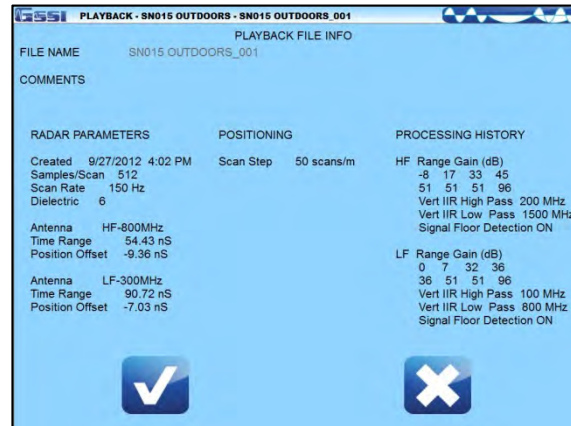 GSSI PLAYBACK - SN015 OUTDOORS - SN015 OUTDOORS_001
PLAYBACK FILE INFO
FILE NAME SN015 OUTDOORS_001
COMMENTS
RADAR PARAMETERS
Created 9/27/2012 4:02 PM
Samples/Scan 512
Scan Rate 150 Hz
Dielectric 6
Antenna HF-800MHz
Time Range 54.43 nS
Position Offset -9.36 nS
Antenna LF-300MHz
Time Range 90.72 nS
Position Offset -7.03 nS
POSITIONING
Scan Step 50 scans/m
PROCESSING HISTORY
HF Range Gain (dB)
-8 17 33 45
51 51 51 96
Vert IIR High Pass 200 MHz
Vert IIR Low Pass 1500 MHz
Signal Floor Detection ON
LF Range Gain (dB)
0 7 32 36
36 51 51 96
Vert IIR High Pass 100 MHz
Vert IIR Low Pass 800 MHz
Signal Floor Detection ON